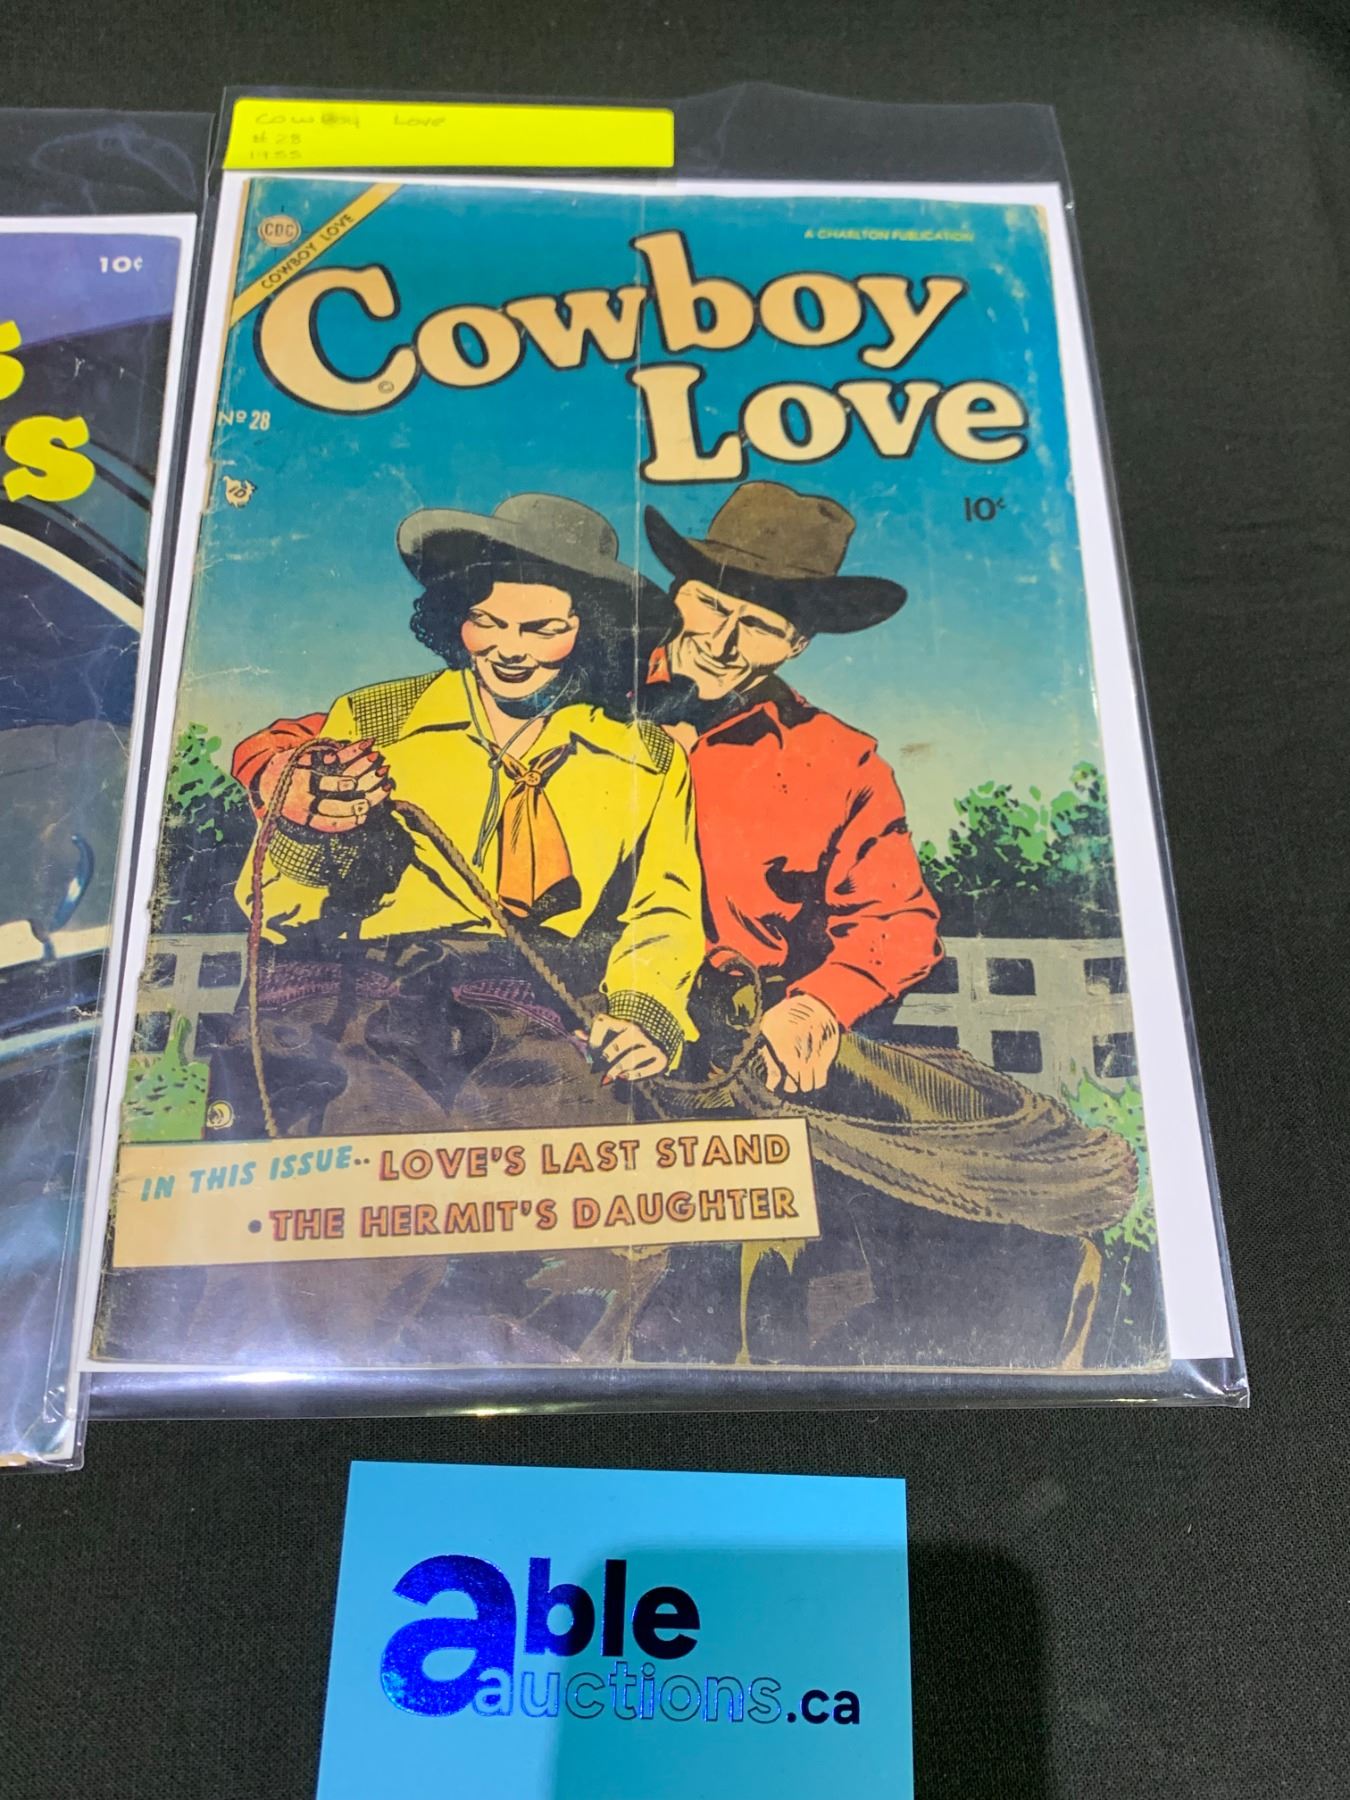 Cowboy Love
# 28
1955
10¢
S
S
CDC
COWBOY LOVE
A CHARLTON PUBLICATION
Cowboy
Love
©
Nº 28
10
10¢
IN THIS ISSUE.. LOVE'S LAST STAND
• THE HERMIT'S DAUGHTER
able
auctions.ca